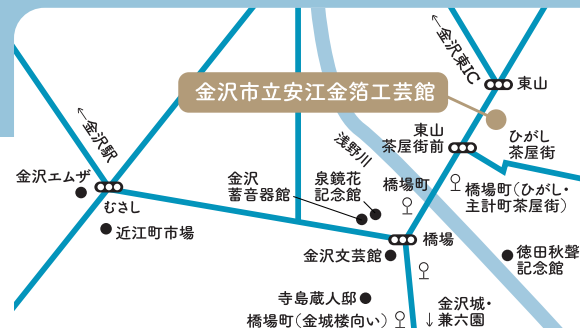 ←金沢東IC
東山
金沢市立安江金箔工芸館
←金沢駅
浅野川
東山
茶屋街前
ひがし
茶屋街
金沢エムザ
むさし
近江町市場
金沢
蓄音器館
泉鏡花
記念館
橋場町
橋場町(ひがし・
主計町茶屋街)
橋場
金沢文芸館
徳田秋聲
記念館
寺島蔵人邸
橋場町(金城楼向い)
金沢城・
↓兼六園